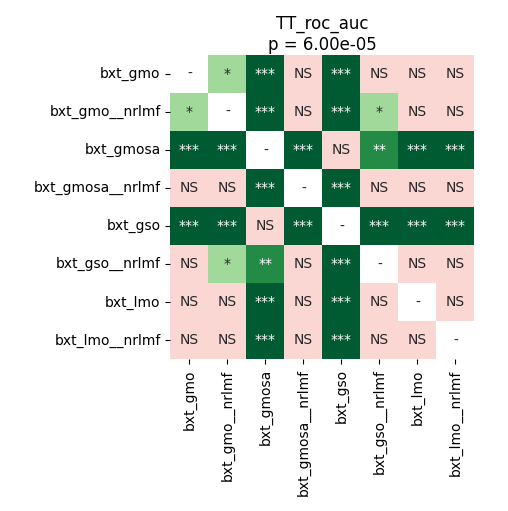 TT_roc_auc
p = 6.00e-05
bxt_gmo - * *** NS *** NS NS NS
bxt_gmo__nrlmf * - *** NS *** * NS NS
bxt_gmosa *** *** - *** NS ** *** ***
bxt_gmosa__nrlmf NS NS *** - *** NS NS NS
bxt_gso *** *** NS *** - *** *** ***
bxt_gso__nrlmf NS * ** NS *** - NS NS
bxt_lmo NS NS *** NS *** NS - NS
bxt_lmo__nrlmf NS NS *** NS *** NS NS -
bxt_gmo
bxt_gmo__nrlmf
bxt_gmosa
bxt_gmosa__nrlmf
bxt_gso
bxt_gso__nrlmf
bxt_lmo
bxt_lmo__nrlmf